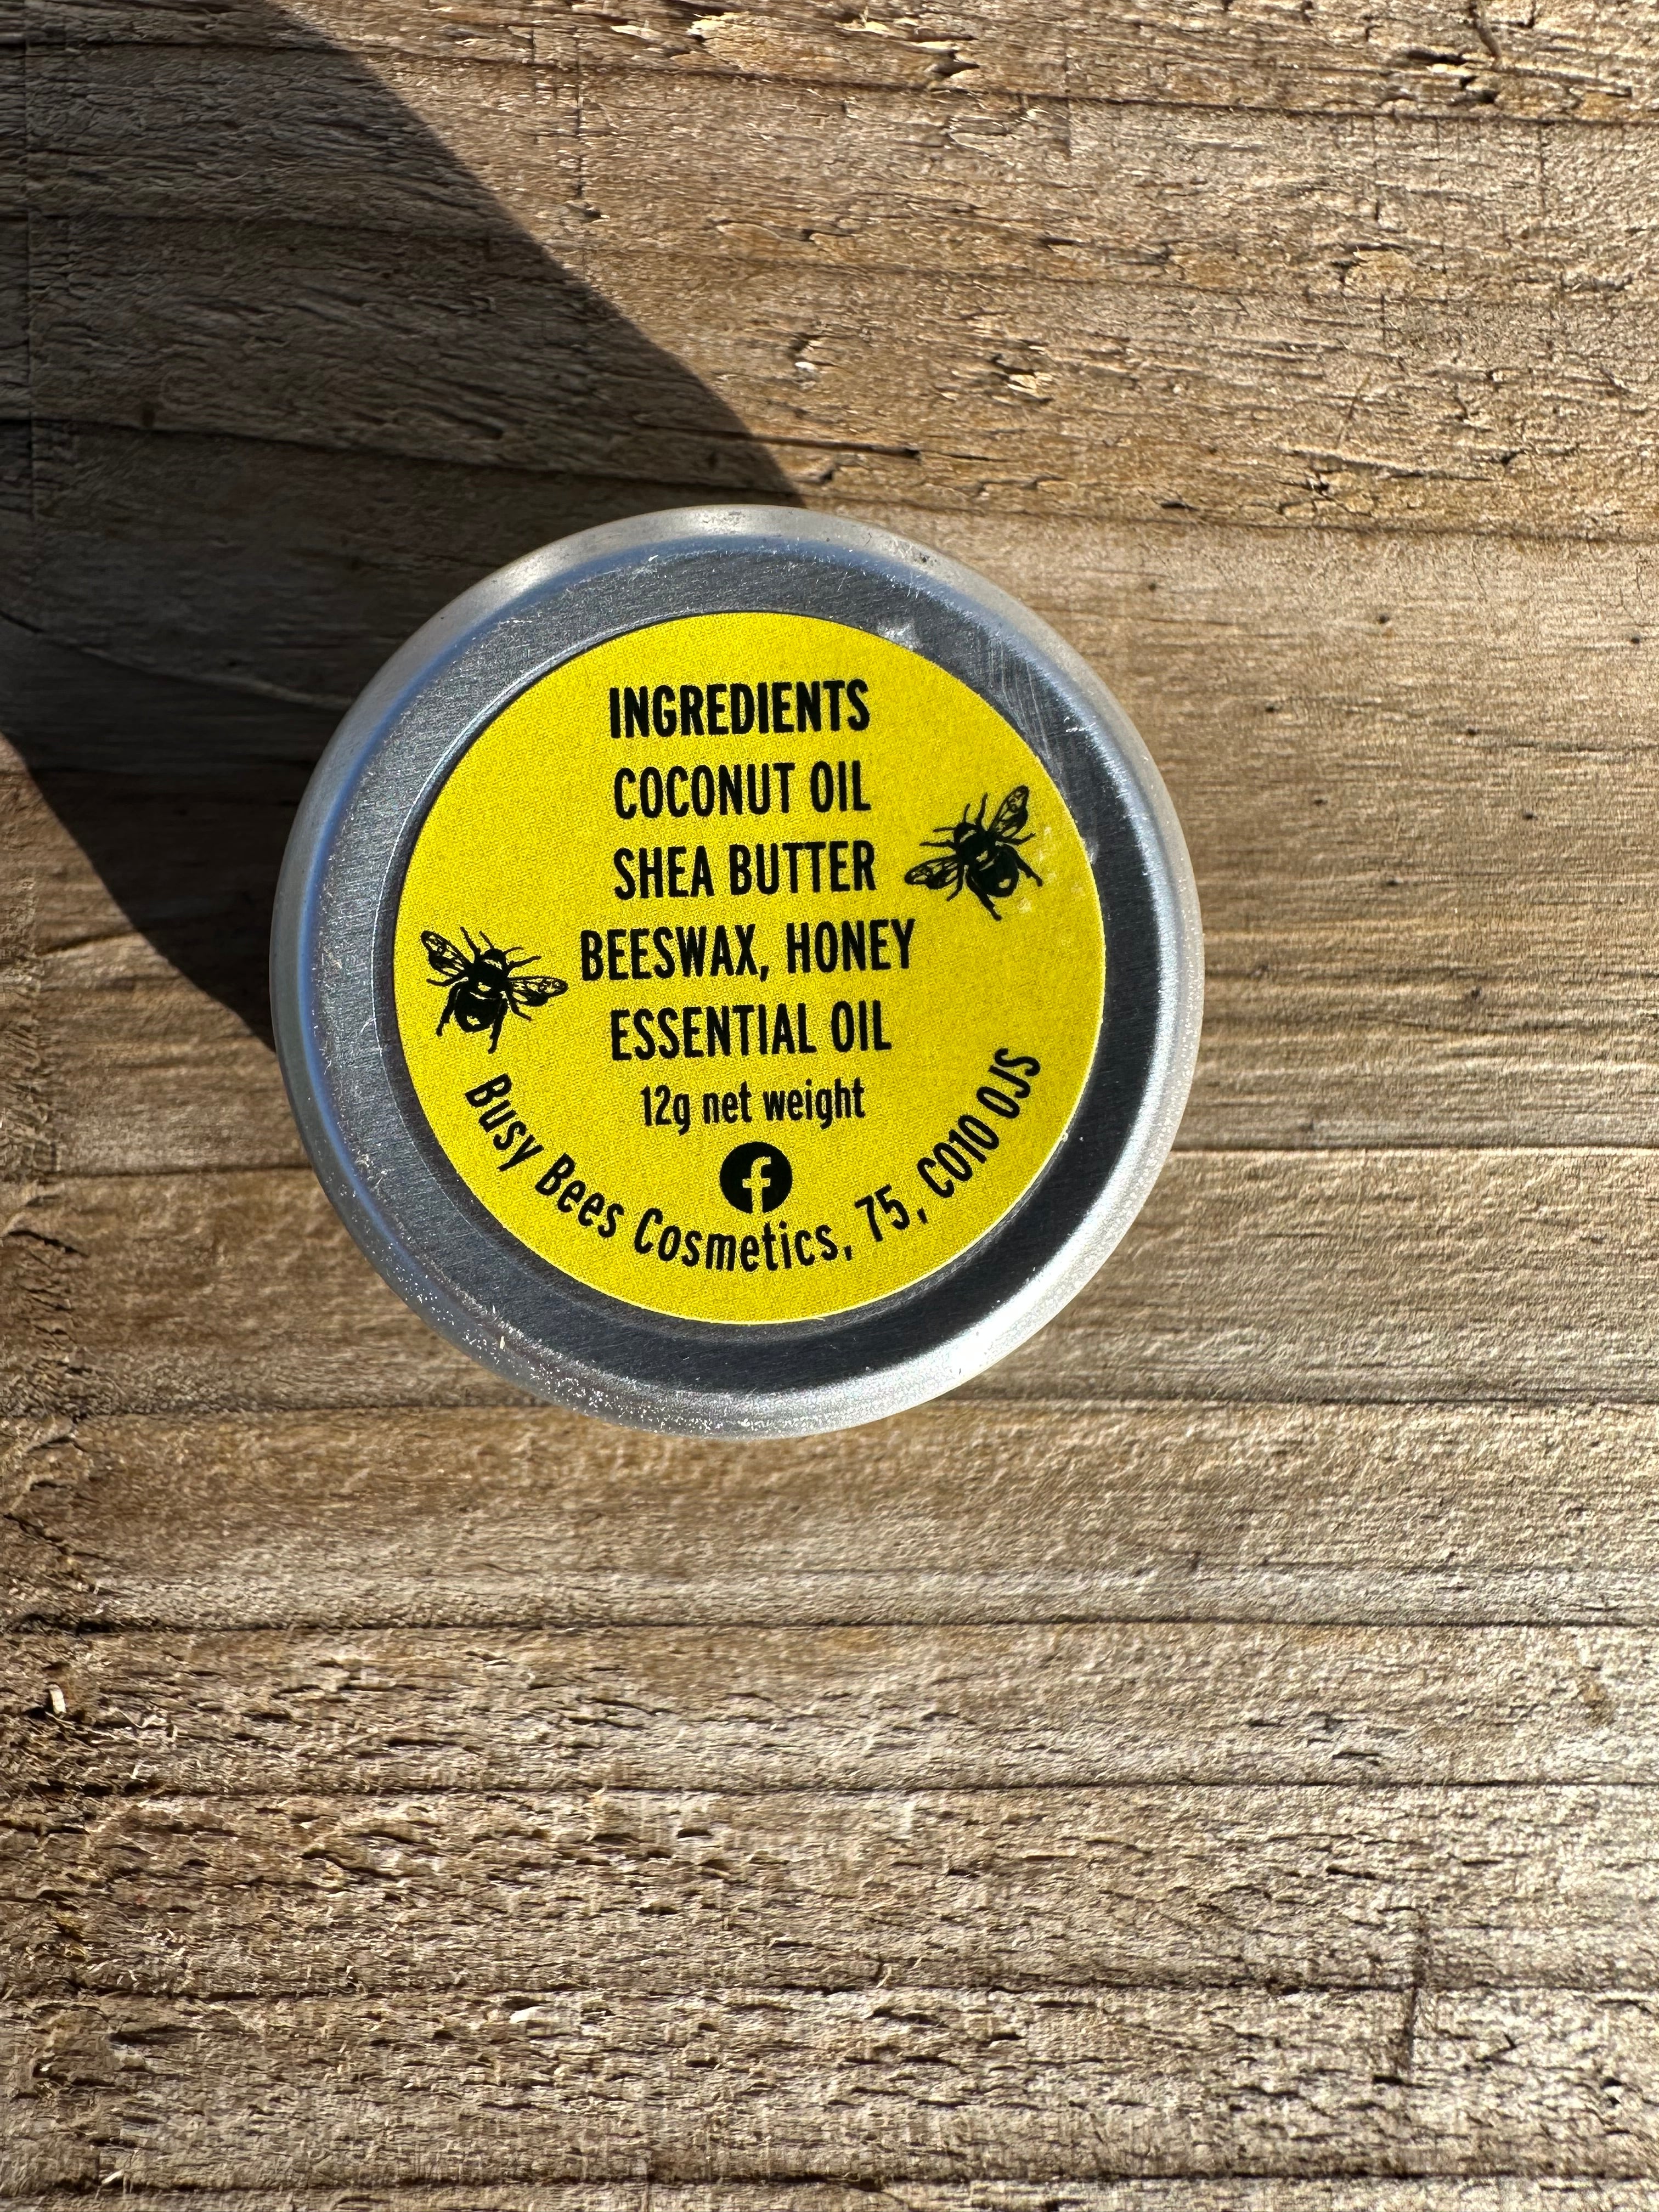 INGREDIENTS
COCONUT OIL
SHEA BUTTER
BEESWAX, HONEY
ESSENTIAL OIL
12g net weight
f
Busy Bees Cosmetics, 75, CO10 0JS